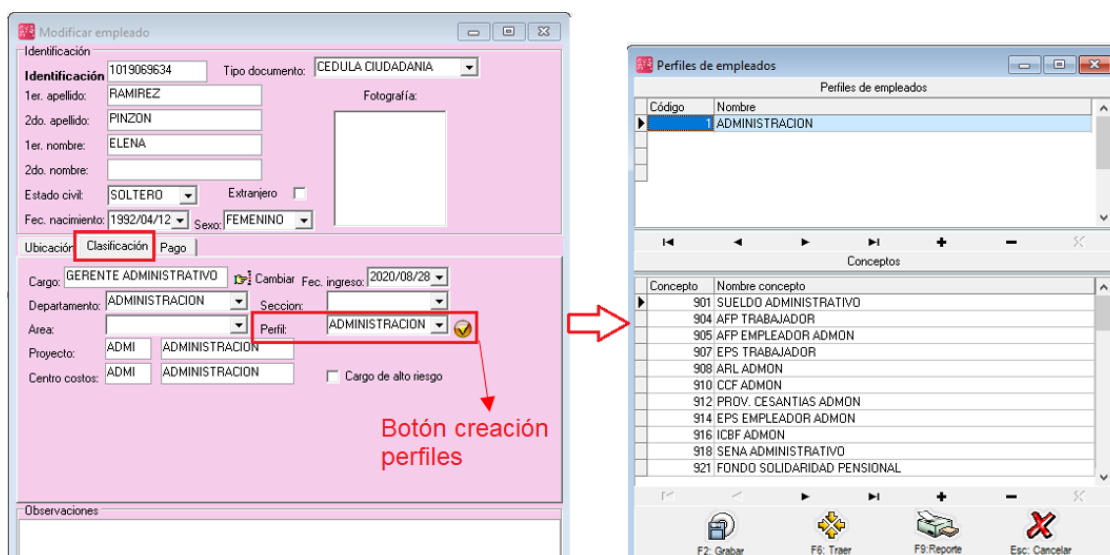 Modificar empleado
Identificación
Identificación 1019069634 Tipo documento: CEDULA CIUDADANIA
1er. apellido: RAMIREZ Fotografía:
2do. apellido: PINZON
1er. nombre: ELENA
2do. nombre:
Estado civil: SOLTERO Extranjero
Fec. nacimiento: 1992/04/12 Sexo: FEMENINO
Ubicación Clasificación Pago
Cargo: GERENTE ADMINISTRATIVO Cambiar Fec. ingreso: 2020/08/28
Departamento: ADMINISTRACION Seccion:
Area: Perfil: ADMINISTRACION
Proyecto: ADMI ADMINISTRACION
Centro costos: ADMI ADMINISTRACION Cargo de alto riesgo
Botón creación
perfiles
Observaciones
Perfiles de empleados
Perfiles de empleados
Código Nombre
1 ADMINISTRACION
Conceptos
Concepto Nombre concepto
901 SUELDO ADMINISTRATIVO
904 AFP TRABAJADOR
905 AFP EMPLEADOR ADMON
907 EPS TRABAJADOR
908 ARL ADMON
910 CCF ADMON
912 PROV. CESANTIAS ADMON
914 EPS EMPLEADOR ADMON
916 ICBF ADMON
918 SENA ADMINISTRATIVO
921 FONDO SOLIDARIDAD PENSIONAL
F2: Grabar F6: Traer F9:Reporte Esc: Cancelar